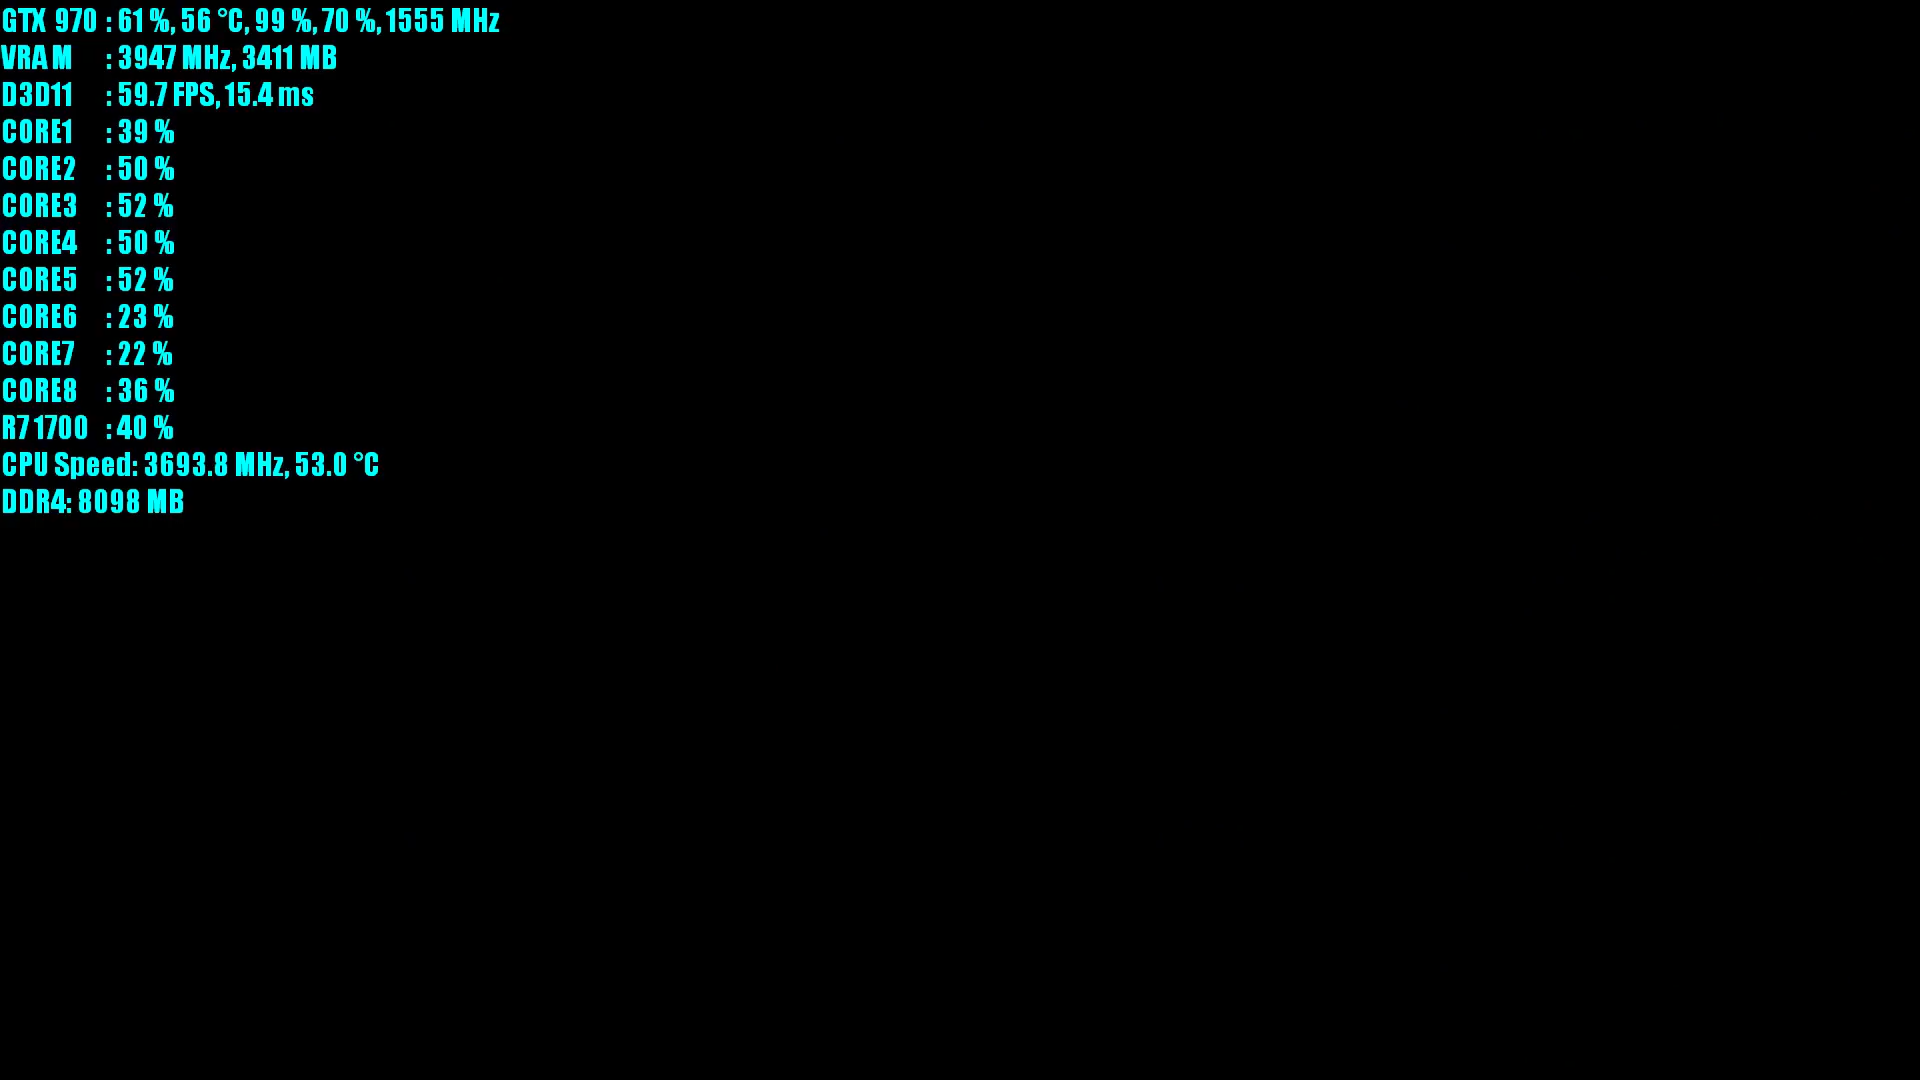 GTX 970 : 61 %, 56 °C, 99 %, 70 %, 1555 MHz
VRAM : 3947 MHz, 3411 MB
D3D11 : 59.7 FPS, 15.4 ms
CORE1 : 39 %
CORE2 : 50 %
CORE3 : 52 %
CORE4 : 50 %
CORE5 : 52 %
CORE6 : 23 %
CORE7 : 22 %
CORE8 : 36 %
R7 1700 : 40 %
CPU Speed: 3693.8 MHz, 53.0 °C
DDR4: 8098 MB